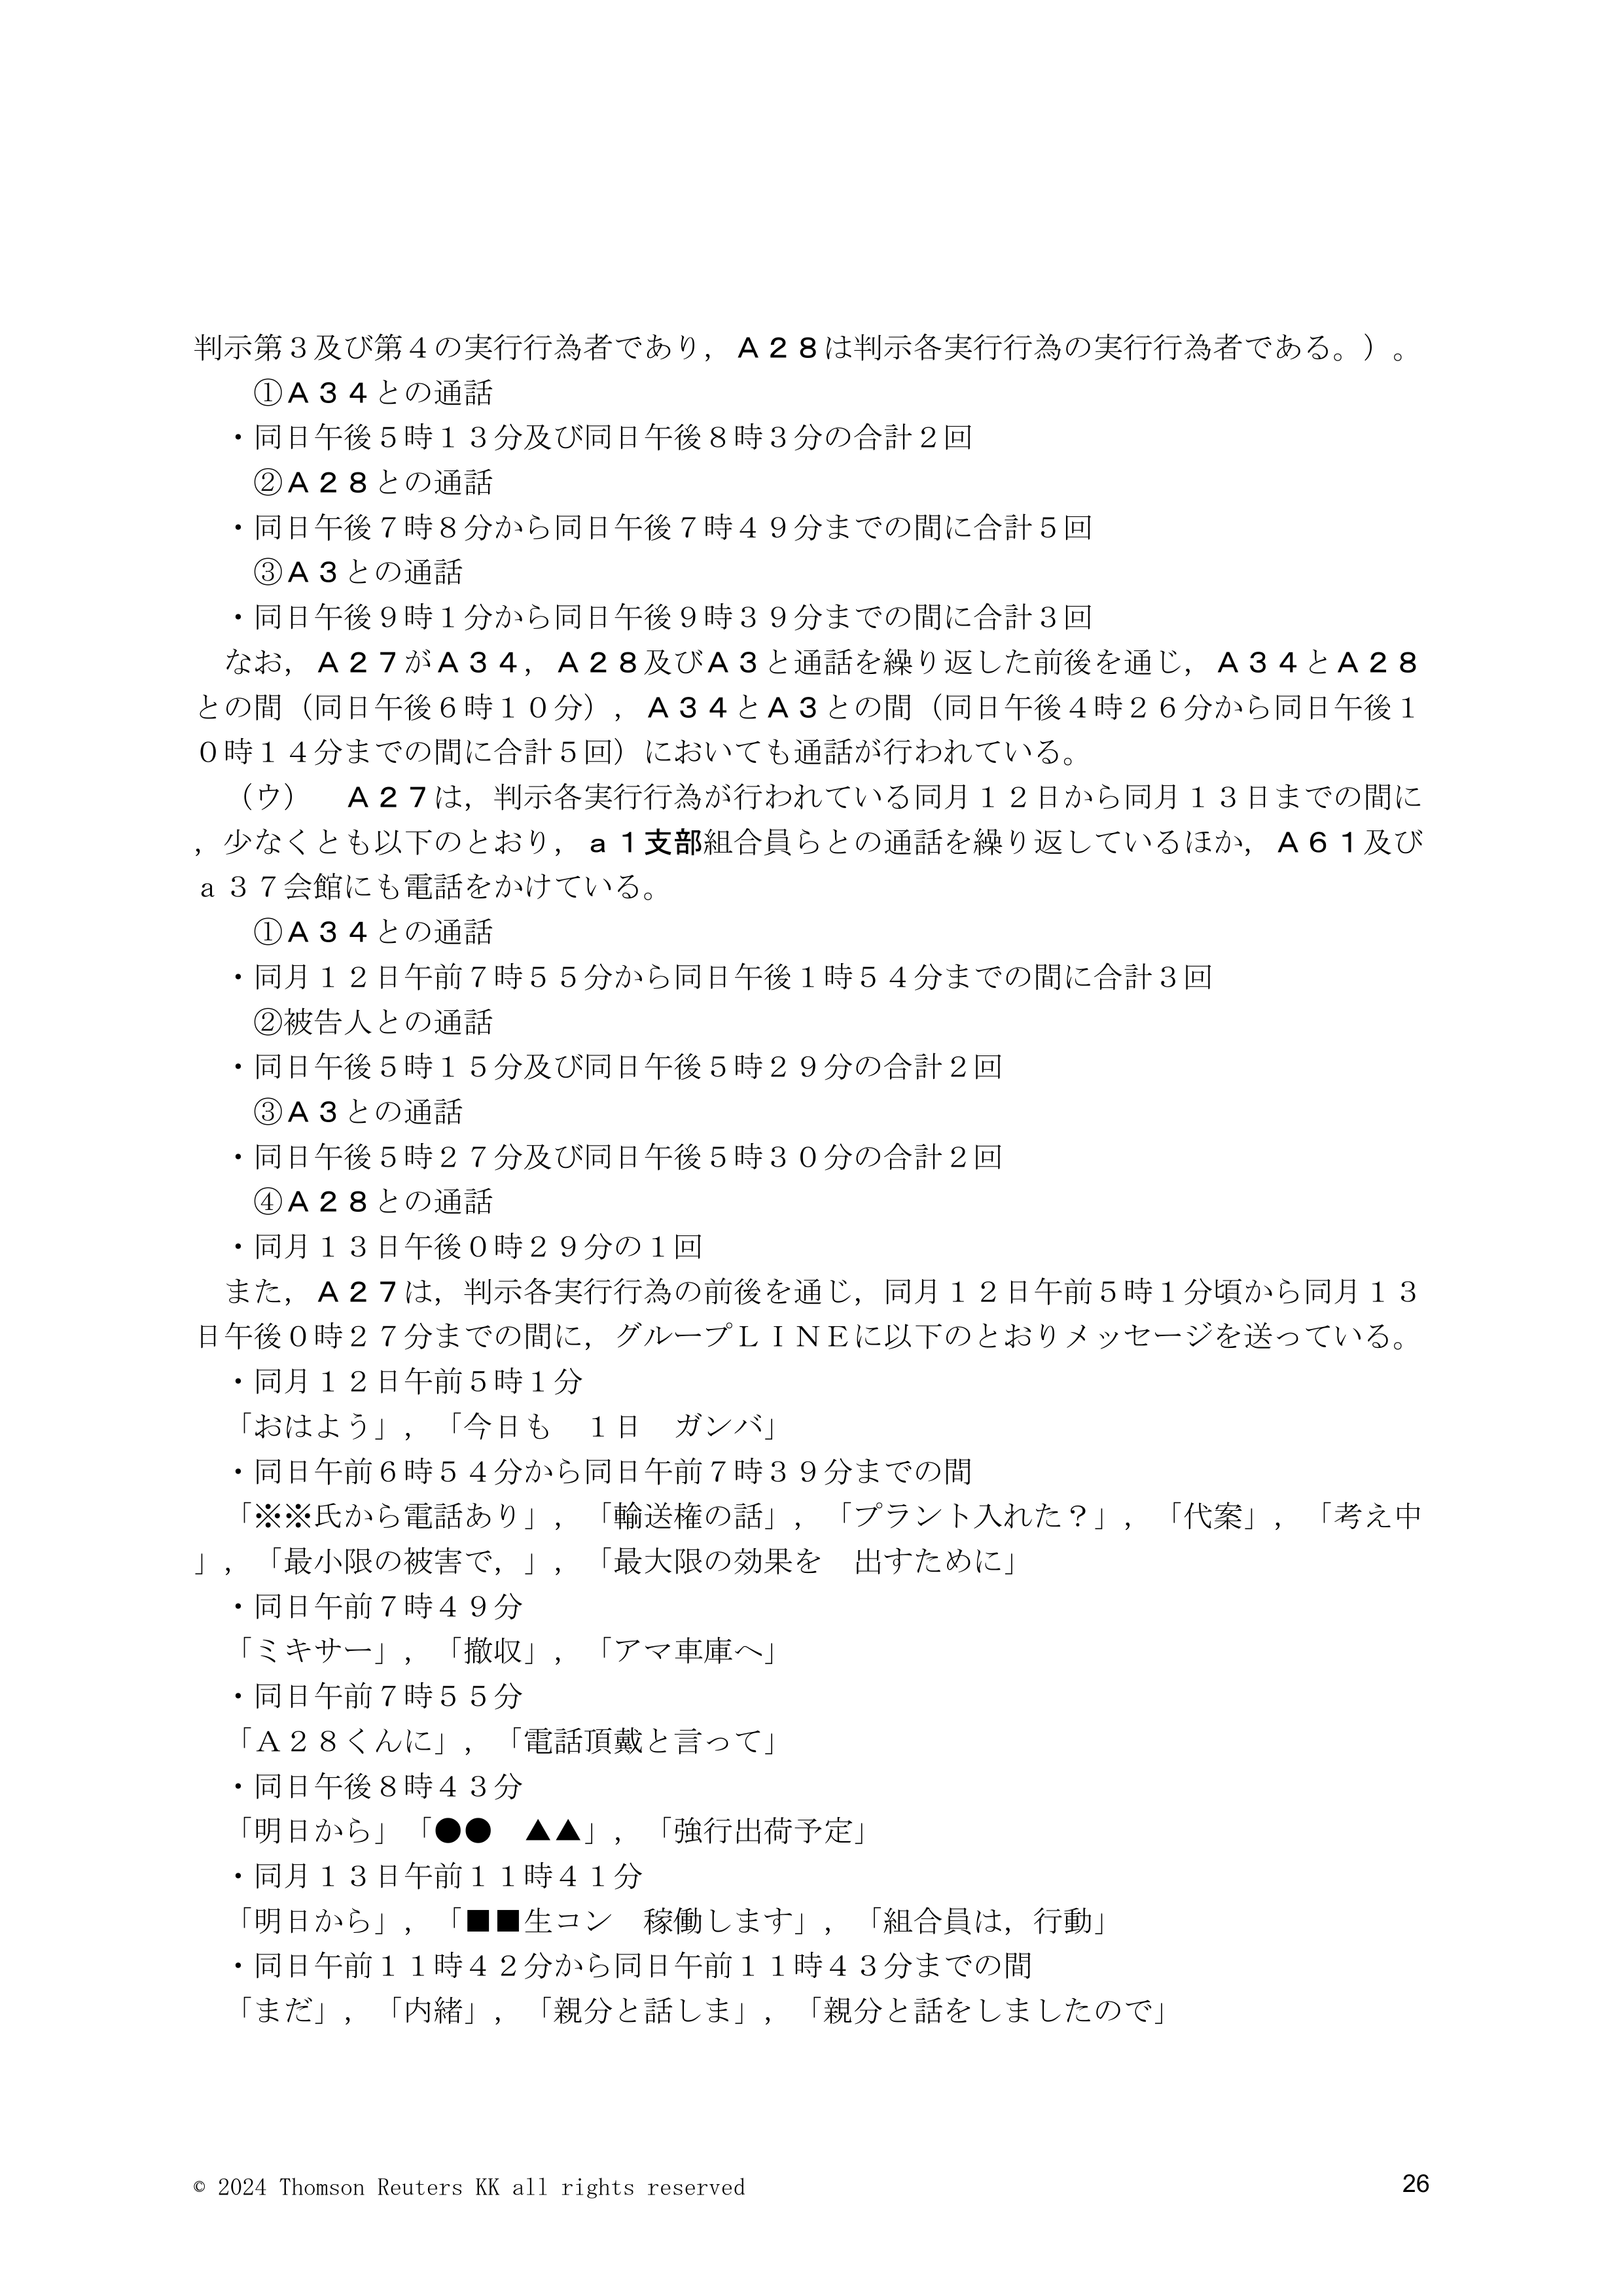 判示第３及び第４の実行行為者であり，Ａ２８は判示各実行行為の実行行為者である。）。
①Ａ３４との通話
・同日午後５時１３分及び同日午後８時３分の合計２回
②Ａ２８との通話
・同日午後７時８分から同日午後７時４９分までの間に合計５回
③Ａ３との通話
・同日午後９時１分から同日午後９時３９分までの間に合計３回
なお，Ａ２７がＡ３４，Ａ２８及びＡ３と通話を繰り返した前後を通じ，Ａ３４とＡ２８
との間（同日午後６時１０分），Ａ３４とＡ３との間（同日午後４時２６分から同日午後１
０時１４分までの間に合計５回）においても通話が行われている。
（ウ）　Ａ２７は，判示各実行行為が行われている同月１２日から同月１３日までの間に
，少なくとも以下のとおり，ａ１支部組合員らとの通話を繰り返しているほか，Ａ６１及び
ａ３７会館にも電話をかけている。
①Ａ３４との通話
・同月１２日午前７時５５分から同日午後１時５４分までの間に合計３回
②被告人との通話
・同日午後５時１５分及び同日午後５時２９分の合計２回
③Ａ３との通話
・同日午後５時２７分及び同日午後５時３０分の合計２回
④Ａ２８との通話
・同月１３日午後０時２９分の１回
また，Ａ２７は，判示各実行行為の前後を通じ，同月１２日午前５時１分頃から同月１３
日午後０時２７分までの間に，グループＬＩＮＥに以下のとおりメッセージを送っている。
・同月１２日午前５時１分
「おはよう」，「今日も　１日　ガンバ」
・同日午前６時５４分から同日午前７時３９分までの間
「※※氏から電話あり」，「輸送権の話」，「プラント入れた？」，「代案」，「考え中
」，「最小限の被害で，」，「最大限の効果を　出すために」
・同日午前７時４９分
「ミキサー」，「撤収」，「アマ車庫へ」
・同日午前７時５５分
「Ａ２８くんに」，「電話頂戴と言って」
・同日午後８時４３分
「明日から」「●●　▲▲」，「強行出荷予定」
・同月１３日午前１１時４１分
「明日から」，「■■生コン　稼働します」，「組合員は，行動」
・同日午前１１時４２分から同日午前１１時４３分までの間
「まだ」，「内緒」，「親分と話しま」，「親分と話をしましたので」
© 2024 Thomson Reuters KK all rights reserved
26